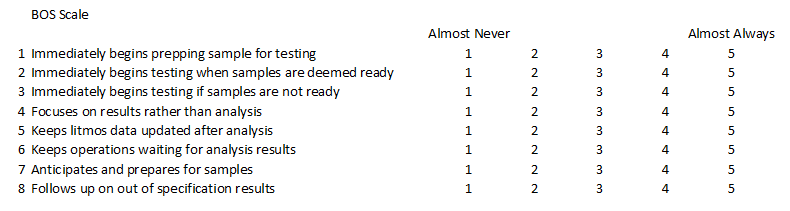 BOS Scale
Almost Never Almost Always
1 Immediately begins prepping sample for testing 1 2 3 4 5
2 Immediately begins testing when samples are deemed ready 1 2 3 4 5
3 Immediately begins testing if samples are not ready 1 2 3 4 5
4 Focuses on results rather than analysis 1 2 3 4 5
5 Keeps litmos data updated after analysis 1 2 3 4 5
6 Keeps operations waiting for analysis results 1 2 3 4 5
7 Anticipates and prepares for samples 1 2 3 4 5
8 Follows up on out of specification results 1 2 3 4 5